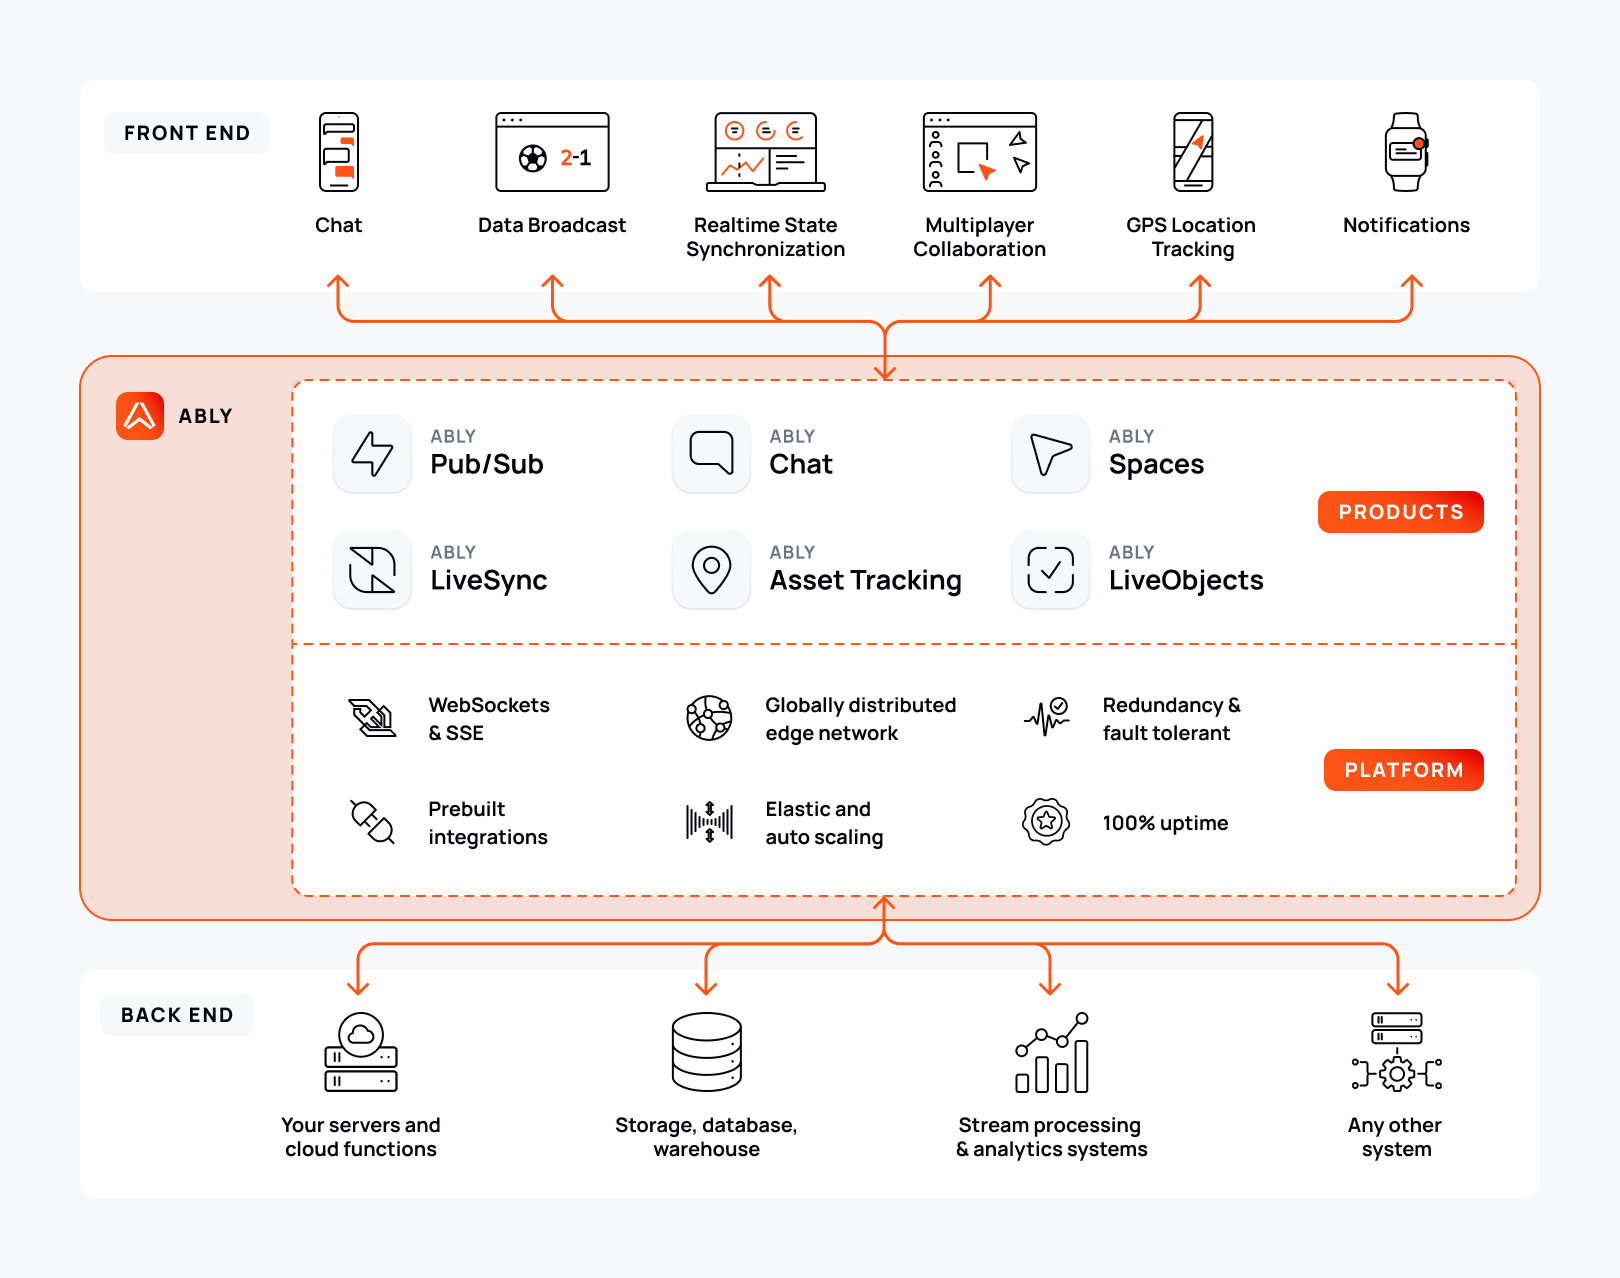 FRONT END
2-1
Chat
Data Broadcast
Realtime State
Synchronization
Multiplayer
Collaboration
GPS Location
Tracking
Notifications
ABLY
ABLY
Pub/Sub
ABLY
Chat
ABLY
Spaces
PRODUCTS
ABLY
LiveSync
ABLY
Asset Tracking
ABLY
LiveObjects
WebSockets
& SSE
Globally distributed
edge network
Redundancy &
fault tolerant
PLATFORM
Prebuilt
integrations
Elastic and
auto scaling
100% uptime
BACK END
Your servers and
cloud functions
Storage, database,
warehouse
Stream processing
& analytics systems
Any other
system